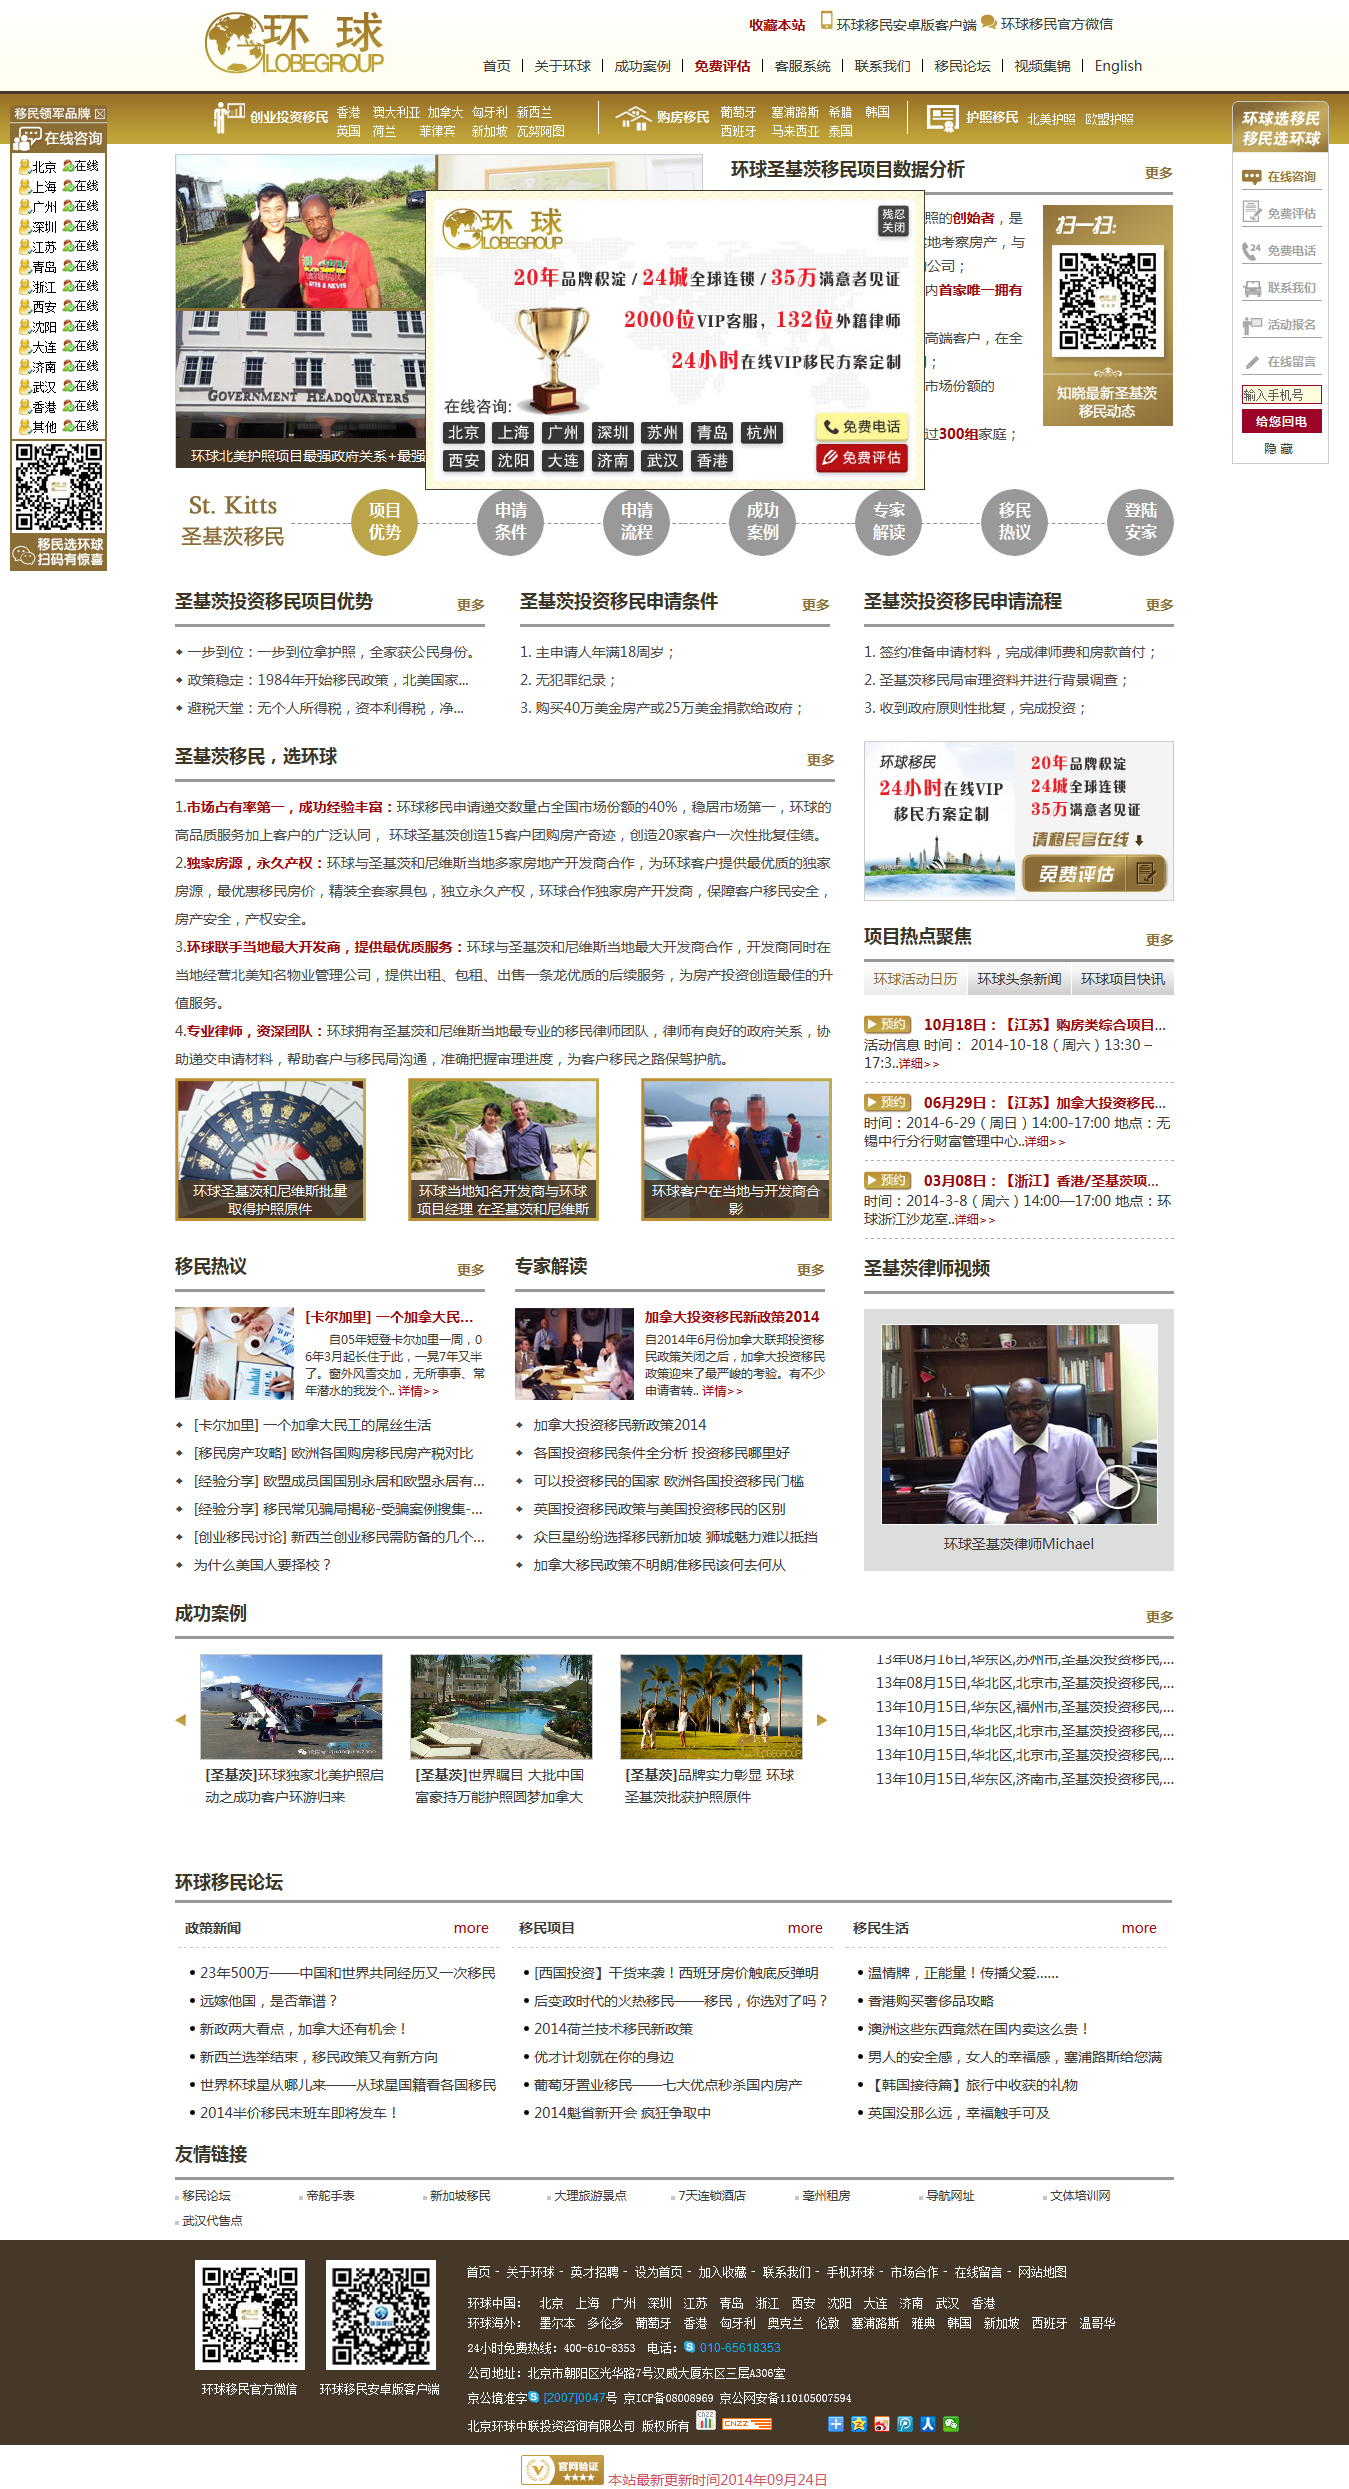 环 球
LOBEGROUP
收藏本站 环球移民安卓版客户端 环球移民官方微信
首页 关于环球 成功案例 免费评估 客服系统 联系我们 移民论坛 视频集锦 English
创业投资移民 香港 澳大利亚 加拿大 匈牙利 新西兰
英国 荷兰 菲律宾 新加坡 瓦努阿图
购房移民 葡萄牙 塞浦路斯 希腊 韩国
西班牙 马来西亚 泰国
护照移民 北美护照 欧盟护照
移民领军品牌
在线咨询
北京 在线
上海 在线
广州 在线
深圳 在线
江苏 在线
青岛 在线
浙江 在线
西安 在线
沈阳 在线
大连 在线
济南 在线
武汉 在线
香港 在线
其他 在线
移民选环球
扫码有惊喜
环球选移民
移民选环球
在线咨询
免费评估
免费电话
联系我们
活动报名
在线留言
输入手机号
给您回电
隐 藏
GOVERNMENT HEADQUARTERS
环球北美护照项目最强政府关系+最强
环球圣基茨移民项目数据分析 更多
照的创始者，是
地考察房产，与
公司；
内首家唯一拥有
高端客户，在全
；
市场份额的
过300组家庭；
扫一扫:
知晓最新圣基茨
移民动态
环 球
LOBEGROUP
残忍
关闭
20年品牌积淀 / 24城全球连锁 / 35万满意者见证
2000位VIP客服，132位外籍律师
24小时在线VIP移民方案定制
在线咨询:
北京 上海 广州 深圳 苏州 青岛 杭州
西安 沈阳 大连 济南 武汉 香港
免费电话
免费评估
St. Kitts
圣基茨移民
项目
优势
申请
条件
申请
流程
成功
案例
专家
解读
移民
热议
登陆
安家
圣基茨投资移民项目优势 更多
一步到位：一步到位拿护照，全家获公民身份。
政策稳定：1984年开始移民政策，北美国家...
避税天堂：无个人所得税，资本利得税，净...
圣基茨投资移民申请条件 更多
1. 主申请人年满18周岁；
2. 无犯罪纪录；
3. 购买40万美金房产或25万美金捐款给政府；
圣基茨投资移民申请流程 更多
1. 签约准备申请材料，完成律师费和房款首付；
2. 圣基茨移民局审理资料并进行背景调查；
3. 收到政府原则性批复，完成投资；
圣基茨移民，选环球 更多
1.市场占有率第一，成功经验丰富：环球移民申请递交数量占全国市场份额的40%，稳居市场第一，环球的
高品质服务加上客户的广泛认同， 环球圣基茨创造15客户团购房产奇迹，创造20家客户一次性批复佳绩。
2.独家房源，永久产权：环球与圣基茨和尼维斯当地多家房地产开发商合作，为环球客户提供最优质的独家
房源，最优惠移民房价，精装全套家具包，独立永久产权，环球合作独家房产开发商，保障客户移民安全，
房产安全，产权安全。
3.环球联手当地最大开发商，提供最优质服务：环球与圣基茨和尼维斯当地最大开发商合作，开发商同时在
当地经营北美知名物业管理公司，提供出租、包租、出售一条龙优质的后续服务，为房产投资创造最佳的升
值服务。
4.专业律师，资深团队：环球拥有圣基茨和尼维斯当地最专业的移民律师团队，律师有良好的政府关系，协
助递交申请材料，帮助客户与移民局沟通，准确把握审理进度，为客户移民之路保驾护航。
环球圣基茨和尼维斯批量
取得护照原件
环球当地知名开发商与环球
项目经理 在圣基茨和尼维斯
环球客户在当地与开发商合
影
环球移民
24小时在线VIP
移民方案定制
20年品牌积淀
24城全球连锁
35万满意者见证
请移民官在线
免费评估
项目热点聚焦 更多
环球活动日历 环球头条新闻 环球项目快讯
预约 10月18日：【江苏】购房类综合项目...
活动信息 时间： 2014-10-18（周六）13:30 –
17:3..详细>>
预约 06月29日：【江苏】加拿大投资移民...
时间：2014-6-29（周日）14:00-17:00 地点：无
锡中行分行财富管理中心..详细>>
预约 03月08日：【浙江】香港/圣基茨项...
时间：2014-3-8（周六）14:00—17:00 地点：环
球浙江沙龙室..详细>>
移民热议 更多
[卡尔加里] 一个加拿大民...
自05年短登卡尔加里一周，0
6年3月起长住于此，一晃7年又半
了。窗外风雪交加，无所事事、常
年潜水的我发个.. 详情>>
[卡尔加里] 一个加拿大民工的屌丝生活
[移民房产攻略] 欧洲各国购房移民房产税对比
[经验分享] 欧盟成员国国别永居和欧盟永居有...
[经验分享] 移民常见骗局揭秘-受骗案例搜集-...
[创业移民讨论] 新西兰创业移民需防备的几个...
为什么美国人要择校？
专家解读 更多
加拿大投资移民新政策2014
自2014年6月份加拿大联邦投资移
民政策关闭之后，加拿大投资移民
政策迎来了最严峻的考验。有不少
申请者转.. 详情>>
加拿大投资移民新政策2014
各国投资移民条件全分析 投资移民哪里好
可以投资移民的国家 欧洲各国投资移民门槛
英国投资移民政策与美国投资移民的区别
众巨星纷纷选择移民新加坡 狮城魅力难以抵挡
加拿大移民政策不明朗准移民该何去何从
圣基茨律师视频
环球圣基茨律师Michael
成功案例 更多
[圣基茨]环球独家北美护照启
动之成功客户环游归来
[圣基茨]世界瞩目 大批中国
富豪持万能护照圆梦加拿大
[圣基茨]品牌实力彰显 环球
圣基茨批获护照原件
13年08月16日,华东区,苏州市,圣基茨投资移民,...
13年08月15日,华北区,北京市,圣基茨投资移民,...
13年10月15日,华东区,福州市,圣基茨投资移民,...
13年10月15日,华北区,北京市,圣基茨投资移民,...
13年10月15日,华北区,北京市,圣基茨投资移民,...
13年10月15日,华东区,济南市,圣基茨投资移民,...
环球移民论坛
政策新闻 more
23年500万——中国和世界共同经历又一次移民
远嫁他国，是否靠谱？
新政两大看点，加拿大还有机会！
新西兰选举结束，移民政策又有新方向
世界杯球星从哪儿来——从球星国籍看各国移民
2014半价移民末班车即将发车！
移民项目 more
[西国投资】干货来袭！西班牙房价触底反弹明
后变政时代的火热移民——移民，你选对了吗？
2014荷兰技术移民新政策
优才计划就在你的身边
葡萄牙置业移民——七大优点秒杀国内房产
2014魁省新开会 疯狂争取中
移民生活 more
温情牌，正能量！传播父爱......
香港购买奢侈品攻略
澳洲这些东西竟然在国内卖这么贵！
男人的安全感，女人的幸福感，塞浦路斯给您满
【韩国接待篇】旅行中收获的礼物
英国没那么远，幸福触手可及
友情链接
移民论坛 帝舵手表 新加坡移民 大理旅游景点 7天连锁酒店 亳州租房 导航网址 文体培训网
武汉代售点
环球移民官方微信 环球移民安卓版客户端
首页 - 关于环球 - 英才招聘 - 设为首页 - 加入收藏 - 联系我们 - 手机环球 - 市场合作 - 在线留言 - 网站地图
环球中国： 北京 上海 广州 深圳 江苏 青岛 浙江 西安 沈阳 大连 济南 武汉 香港
环球海外： 墨尔本 多伦多 葡萄牙 香港 匈牙利 奥克兰 伦敦 塞浦路斯 雅典 韩国 新加坡 西班牙 温哥华
24小时免费热线: 400-610-8353 电话: 010-65618353
公司地址: 北京市朝阳区光华路7号汉威大厦东区三层A306室
京公境准字[2007]0047号 京ICP备08008969 京公网安备110105007594
北京环球中联投资咨询有限公司 版权所有 CNZZ CNZZ
官网验证
本站最新更新时间2014年09月24日